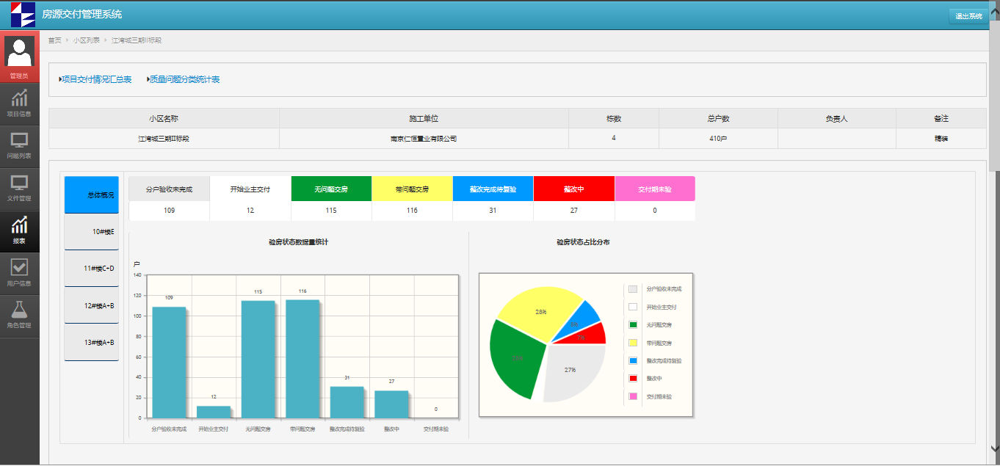 房源交付管理系统
退出系统
首页 小区列表 江湾城三期II标段
管理员
项目信息
问题列表
文件管理
报表
用户信息
角色管理
项目交付情况汇总表 质量问题分类统计表
小区名称 施工单位 栋数 总户数 负责人 备注
江湾城三期II标段 南京仁恒置业有限公司 4 410户 精装
总体概况
10#楼E
11#楼C+D
12#楼A+B
13#楼A+B
分户验收未完成 开始业主交付 无问题交房 带问题交房 整改完成待复验 整改中 交付期未验
109 12 115 116 31 27 0
验房状态数据量统计
户
140
120
100
80
60
40
20
0
109 12 115 116 31 27 0
分户验收未完成 开始业主交付 无问题交房 带问题交房 整改完成待复验 整改中 交付期未验
验房状态占比分布
28%
8%
7%
27%
分户验收未完成
开始业主交付
无问题交房
带问题交房
整改完成待复验
整改中
交付期未验